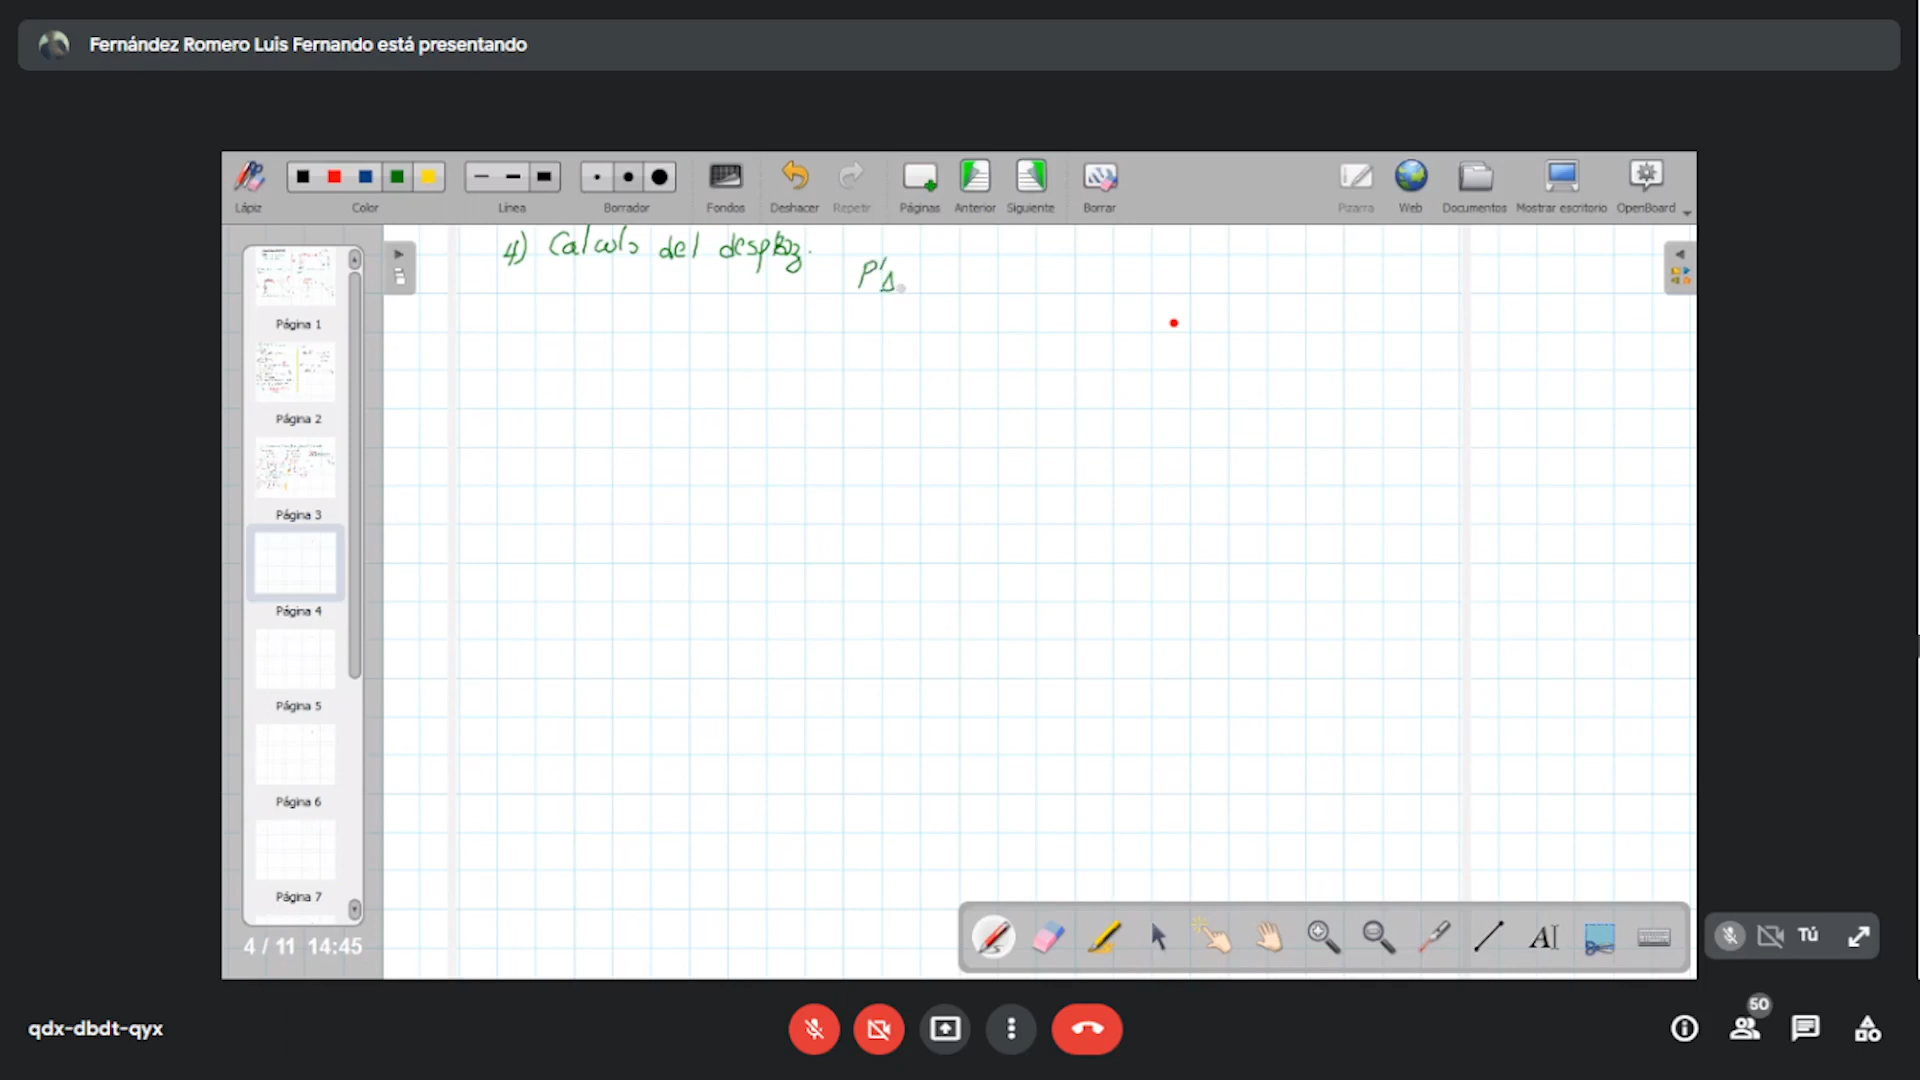 Fernández Romero Luis Fernando está presentando
Lápiz
Color
Línea
Borrador
Fondos
Deshacer
Repetir
Páginas
Anterior
Siguiente
Borrar
Pizarra
Web
Documentos
Mostrar escritorio
OpenBoard
4) Calculo del desplaz.
P'Δ
Página 1
Página 2
Página 3
Página 4
Página 5
Página 6
Página 7
4 / 11 14:45
Tú
qdx-dbdt-qyx
50